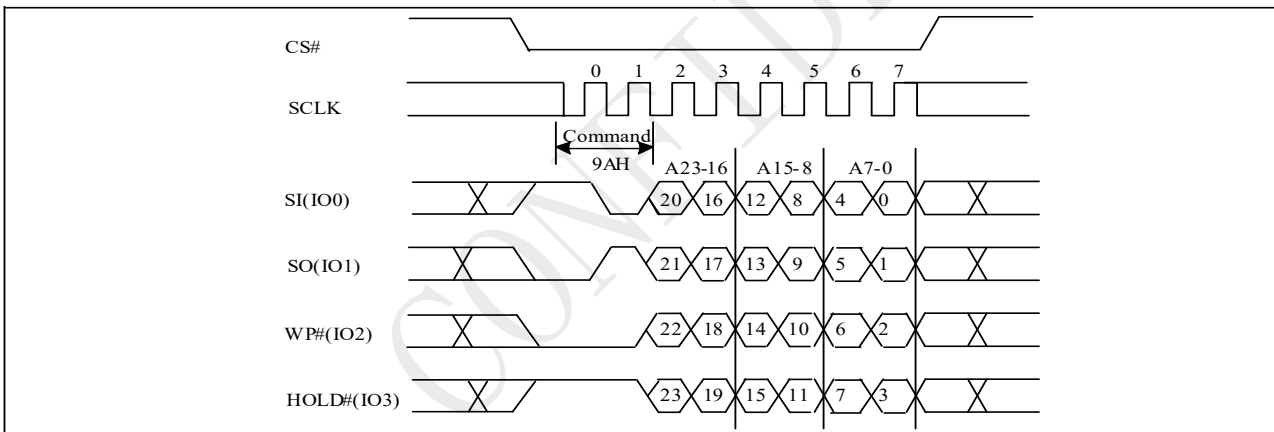 CS#
0 1 2 3 4 5 6 7
SCLK
Command
9AH
A23-16 A15-8 A7-0
SI(IO0) 20 16 12 8 4 0
SO(IO1) 21 17 13 9 5 1
WP#(IO2) 22 18 14 10 6 2
HOLD#(IO3) 23 19 15 11 7 3